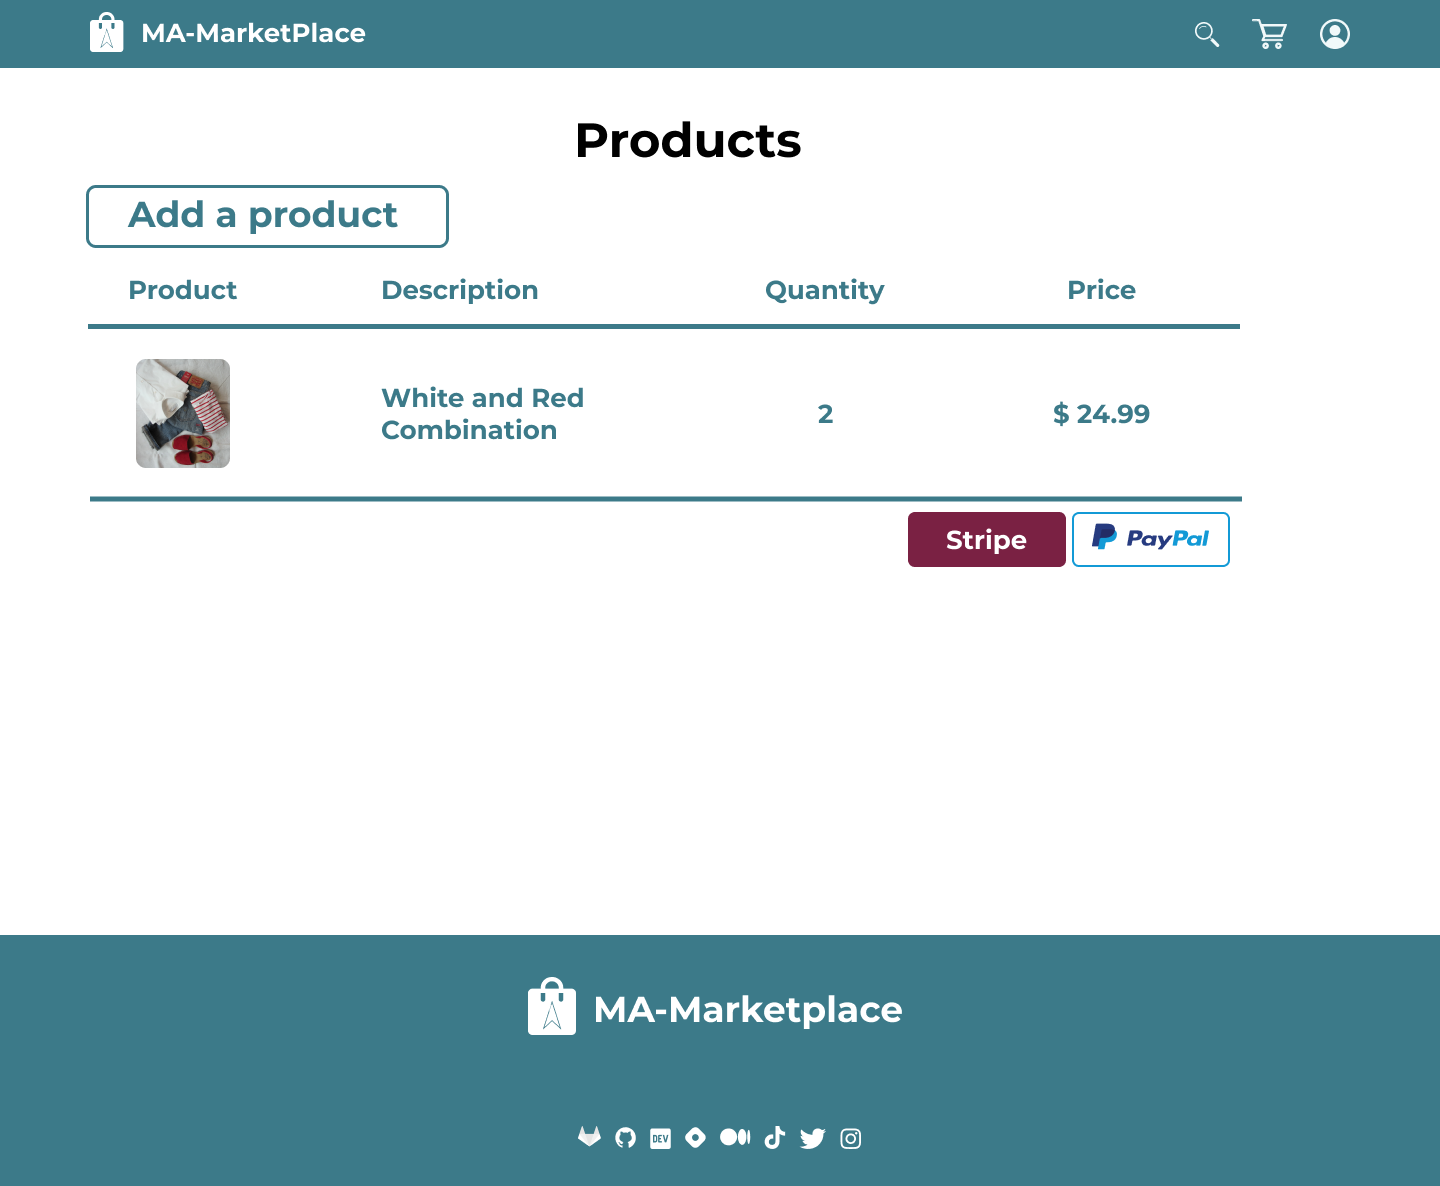 MA-MarketPlace
Products
Add a product
Product Description Quantity Price
White and Red
Combination
2
$ 24.99
Stripe
PayPal
MA-Marketplace
DEV